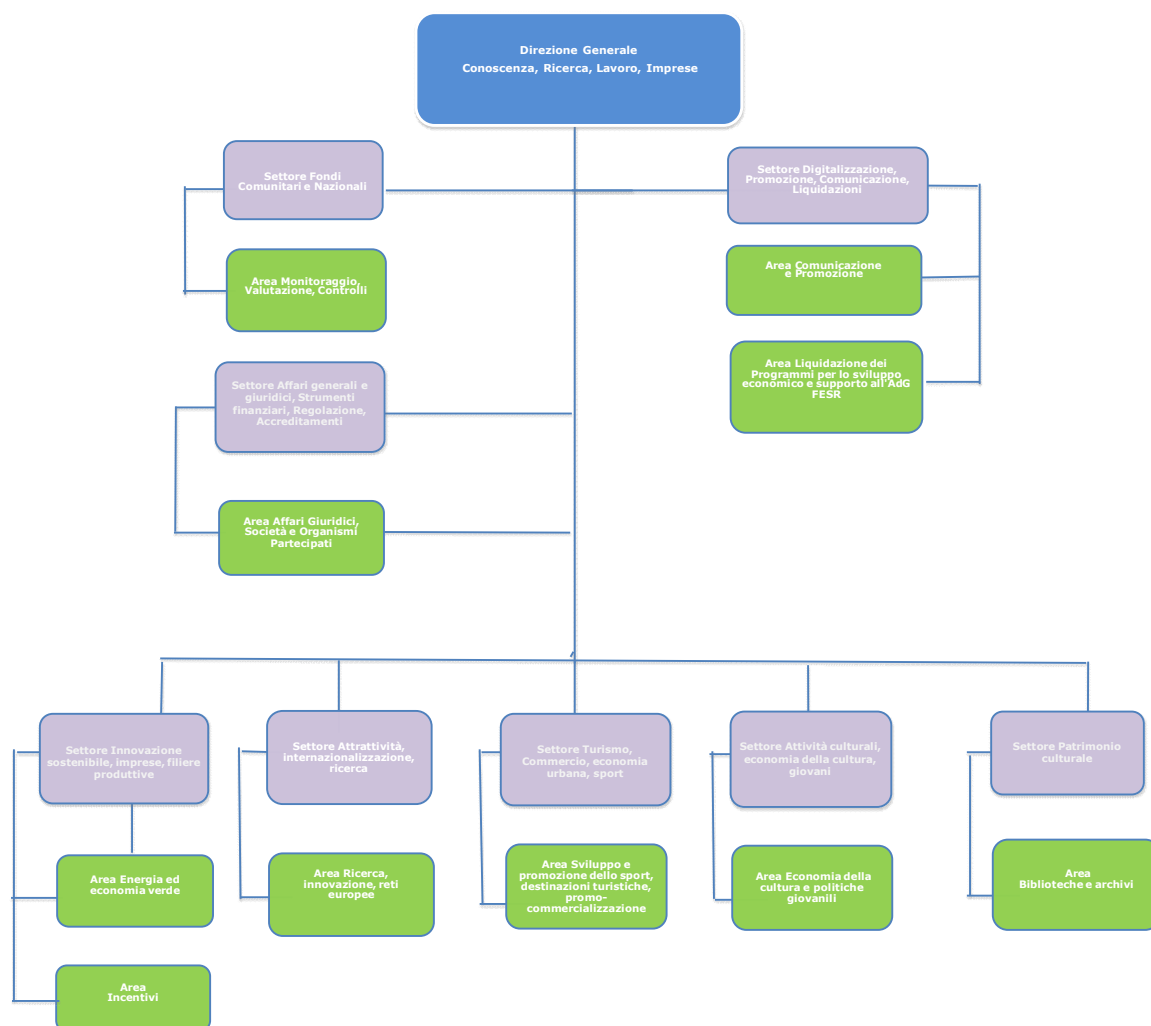 Direzione Generale
Conoscenza, Ricerca, Lavoro, Imprese
Settore Fondi
Comunitari e Nazionali
Settore Digitalizzazione,
Promozione, Comunicazione,
Liquidazioni
Area Monitoraggio,
Valutazione, Controlli
Area Comunicazione
e Promozione
Settore Affari generali e
giuridici, Strumenti
finanziari, Regolazione,
Accreditamenti
Area Liquidazione dei
Programmi per lo sviluppo
economico e supporto all'AdG
FESR
Area Affari Giuridici,
Società e Organismi
Partecipati
Settore Innovazione
sostenibile, imprese, filiere
produttive
Settore Attrattività,
internazionalizzazione,
ricerca
Settore Turismo,
Commercio, economia
urbana, sport
Settore Attività culturali,
economia della cultura,
giovani
Settore Patrimonio
culturale
Area Energia ed
economia verde
Area Ricerca,
innovazione, reti
europee
Area Sviluppo e
promozione dello sport,
destinazioni turistiche,
promo-
commercializzazione
Area Economia della
cultura e politiche
giovanili
Area
Biblioteche e archivi
Area
Incentivi